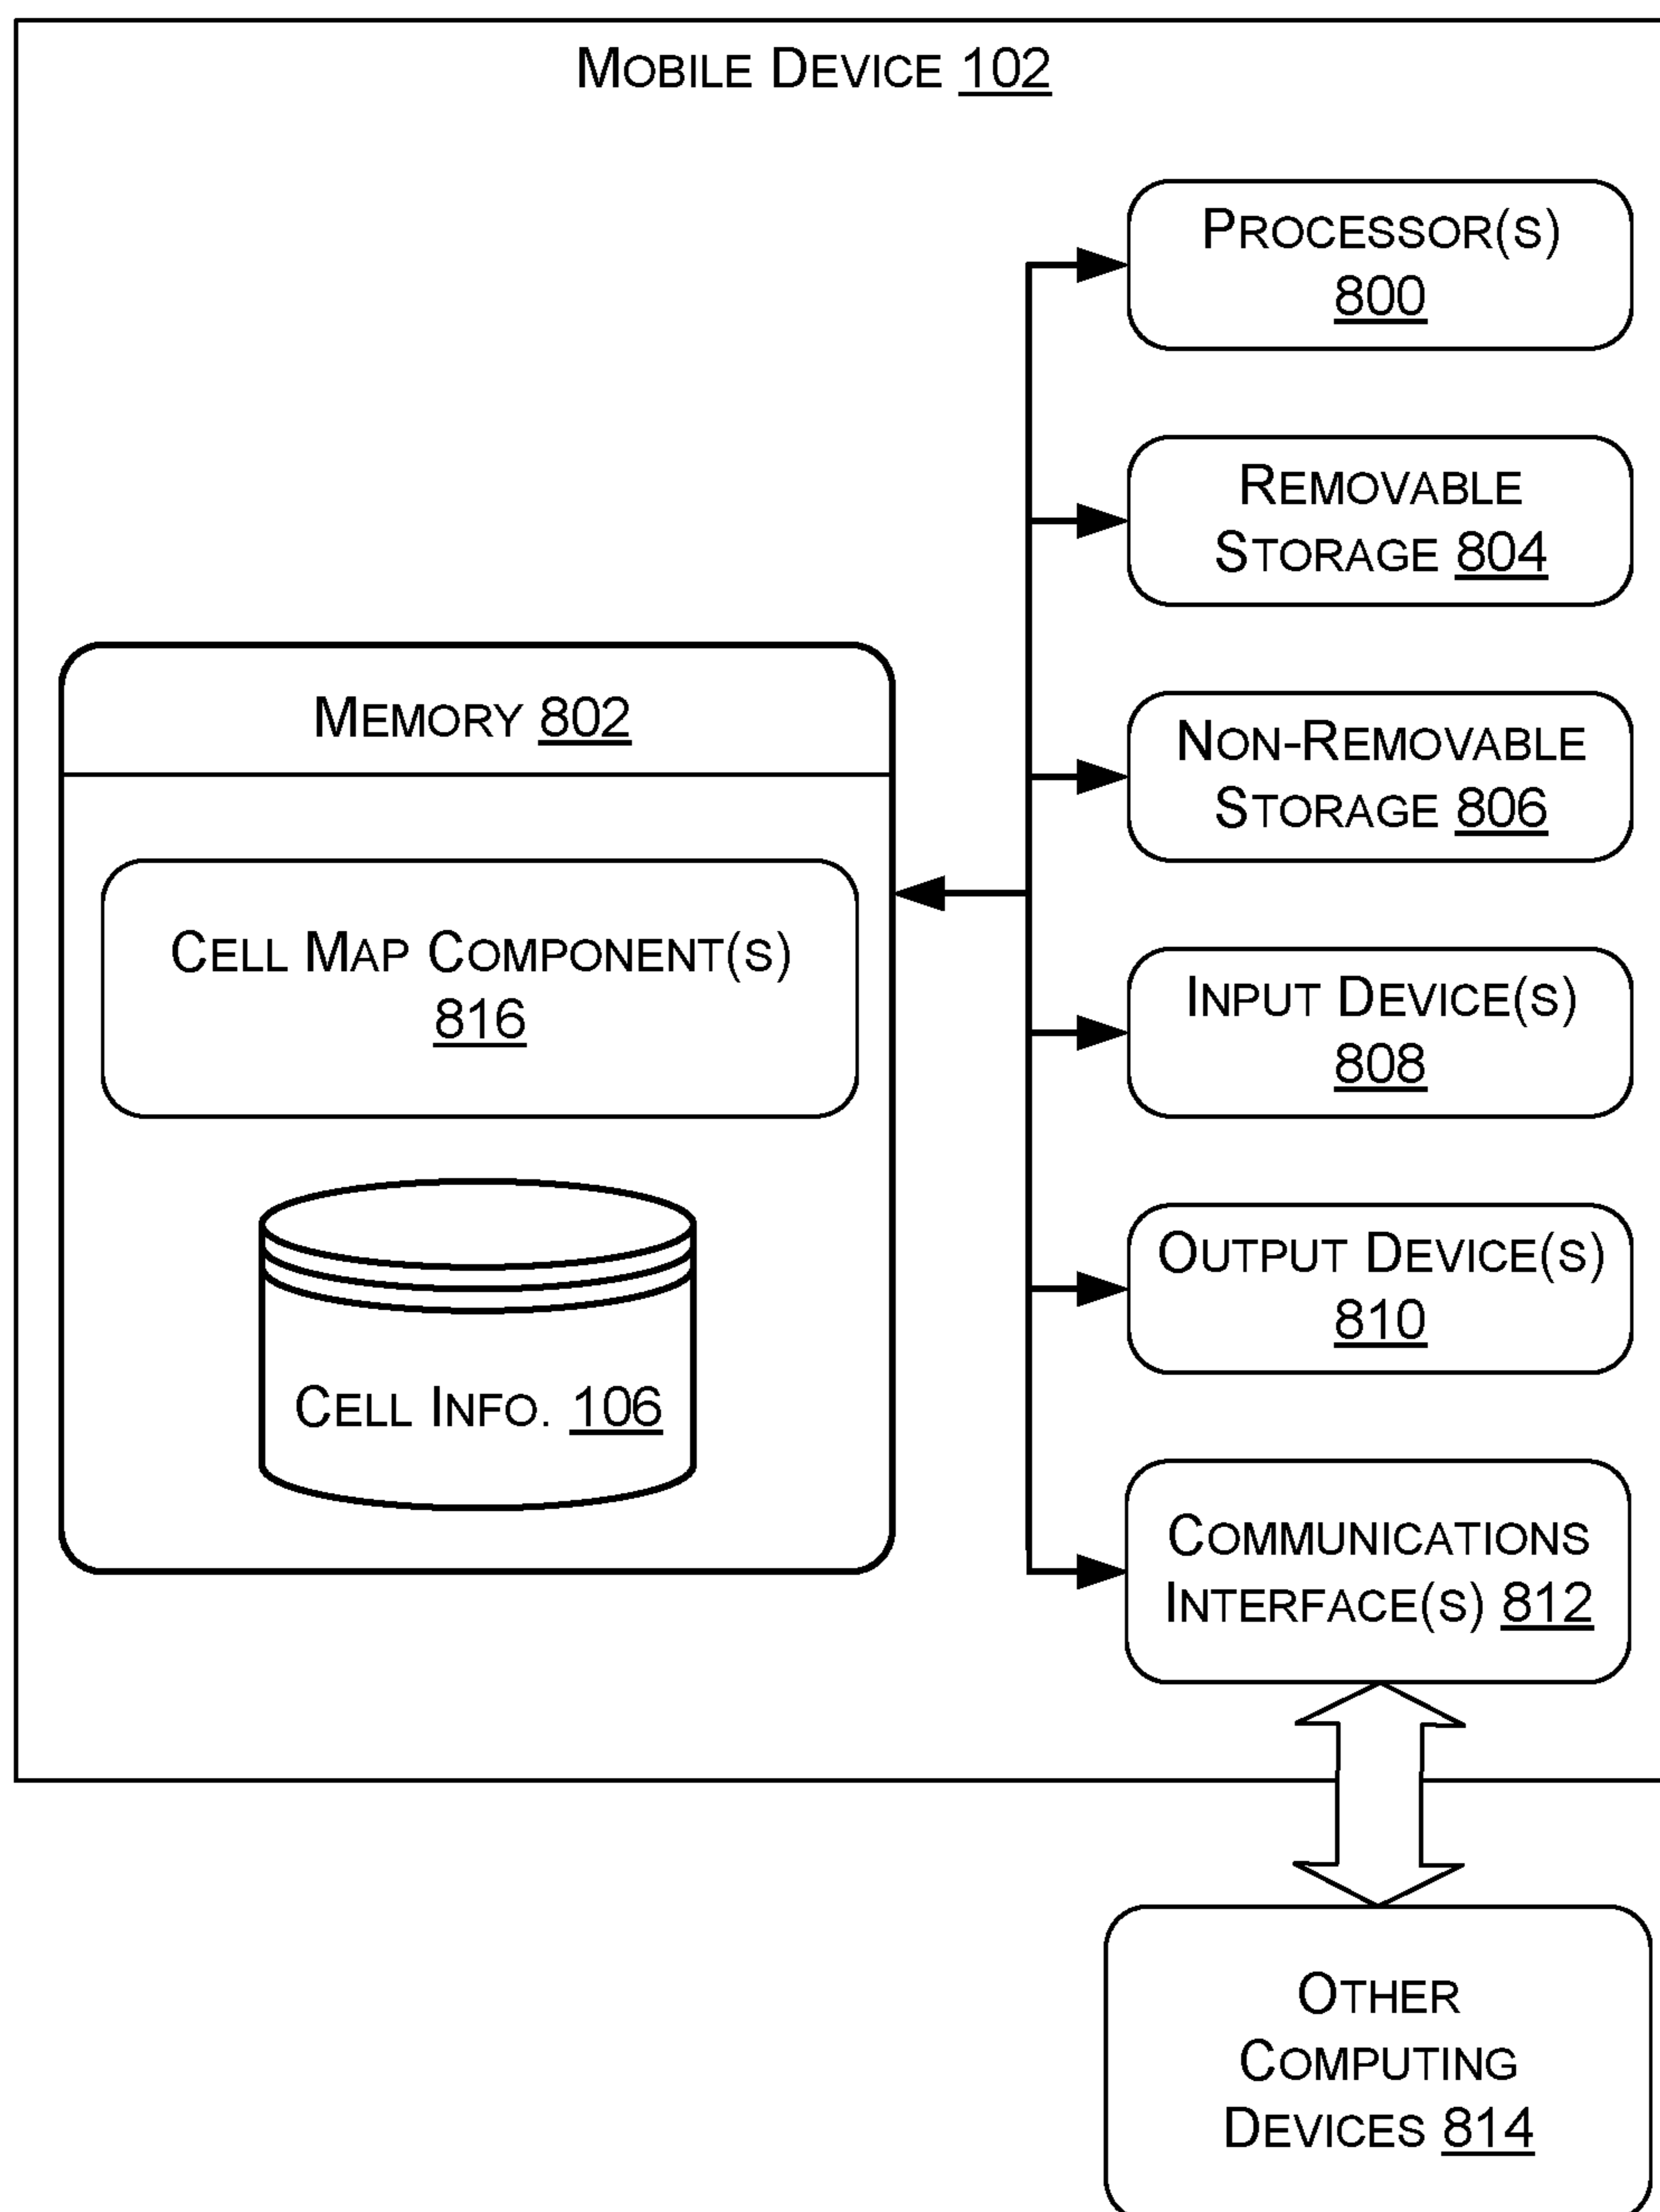 MOBILE DEVICE 102
PROCESSOR(S)
800
REMOVABLE
STORAGE 804
NON-REMOVABLE
STORAGE 806
INPUT DEVICE(S)
808
OUTPUT DEVICE(S)
810
COMMUNICATIONS
INTERFACE(S) 812
MEMORY 802
CELL MAP COMPONENT(S)
816
CELL INFO. 106
OTHER
COMPUTING
DEVICES 814